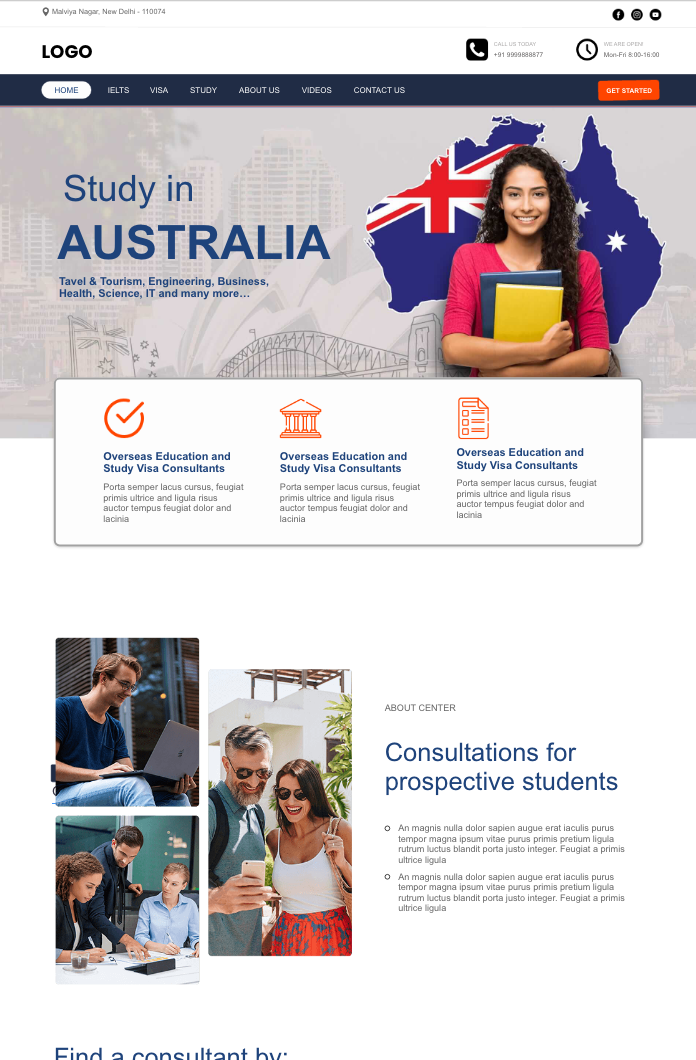 Malviya Nagar, New Delhi - 110074
LOGO
CALL US TODAY
+91 9999888877
WE ARE OPEN!
Mon-Fri 8:00-16:00
HOME IELTS VISA STUDY ABOUT US VIDEOS CONTACT US
GET STARTED
Study in
AUSTRALIA
Tavel & Tourism, Engineering, Business,
Health, Science, IT and many more...
Overseas Education and
Study Visa Consultants
Porta semper lacus cursus, feugiat
primis ultrice and ligula risus
auctor tempus feugiat dolor and
lacinia
Overseas Education and
Study Visa Consultants
Porta semper lacus cursus, feugiat
primis ultrice and ligula risus
auctor tempus feugiat dolor and
lacinia
Overseas Education and
Study Visa Consultants
Porta semper lacus cursus, feugiat
primis ultrice and ligula risus
auctor tempus feugiat dolor and
lacinia
ABOUT CENTER
Consultations for
prospective students
An magnis nulla dolor sapien augue erat iaculis purus
tempor magna ipsum vitae purus primis pretium ligula
rutrum luctus blandit porta justo integer. Feugiat a primis
ultrice ligula
An magnis nulla dolor sapien augue erat iaculis purus
tempor magna ipsum vitae purus primis pretium ligula
rutrum luctus blandit porta justo integer. Feugiat a primis
ultrice ligula
Find a consultant by: